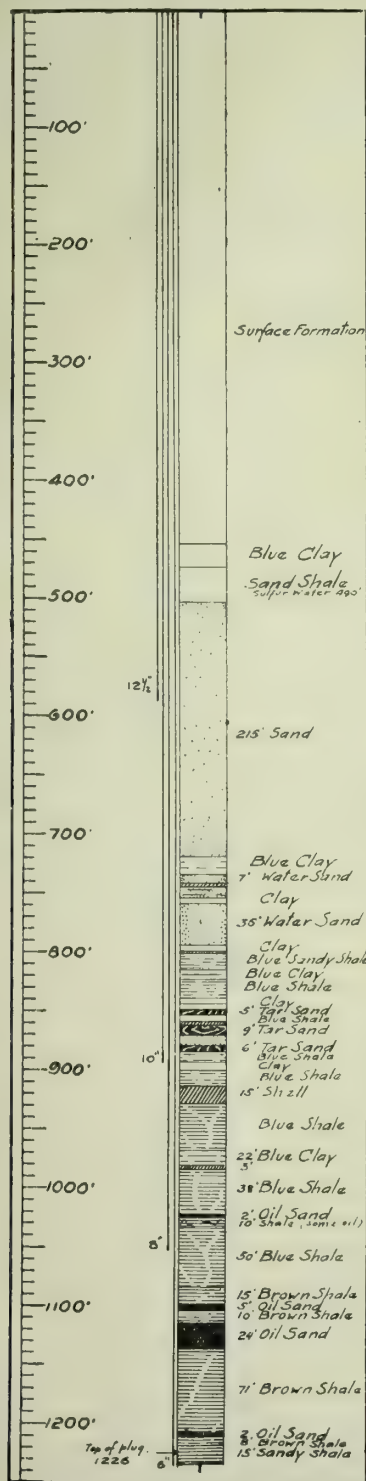 100'
200'
Surface Formation
300'
400'
Blue Clay
Sand Shale
500'
Sulfur Water 490'
12½"
600'
215' Sand
700'
Blue Clay
7' Water Sand
Clay
35' Water Sand
800'
Clay
Blue Sandy Shale
Blue Clay
Blue Shale
Clay
5' Tar Sand
Blue Shale
9' Tar Sand
6' Tar Sand
10"
Blue Shale
900'
Clay
Blue Shale
15' Shell
Blue Shale
22' Blue Clay
3'
1000'
38' Blue Shale
2' Oil Sand
10' Shale (some oil)
8"
50' Blue Shale
15' Brown Shale
1100'
5' Oil Sand
10' Brown Shale
24' Oil Sand
71' Brown Shale
1200'
2' Oil Sand
8' Brown Shale
Top of plug.
15' Sandy Shale
1226
6"